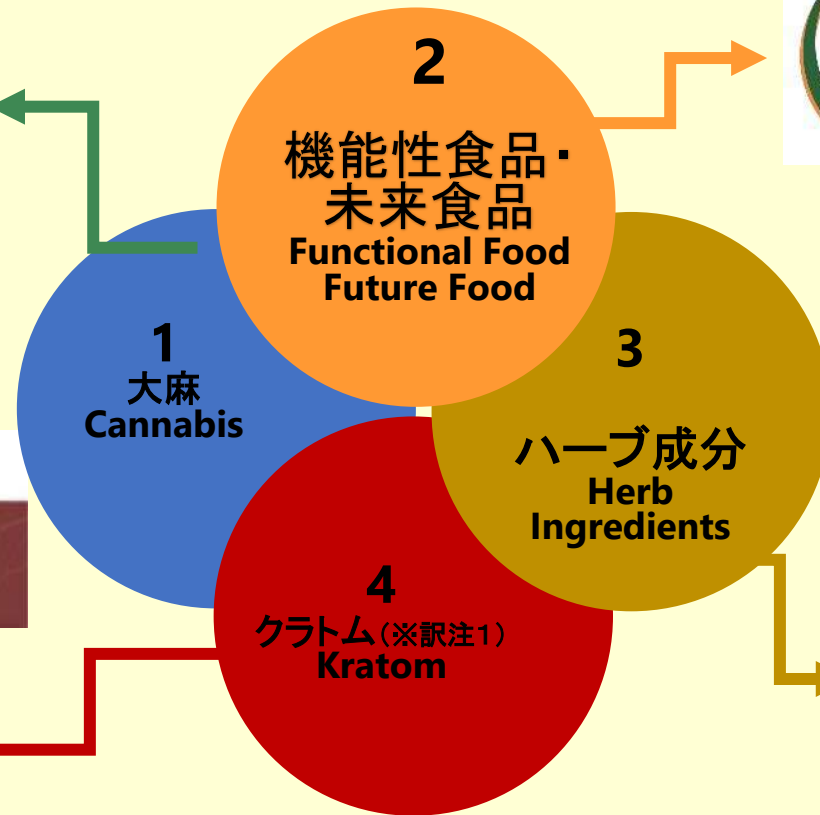 2
機能性食品・
未来食品
Functional Food
Future Food
1
大麻
Cannabis
3
ハーブ成分
Herb
Ingredients
4
クラトム（※訳注１）
Kratom